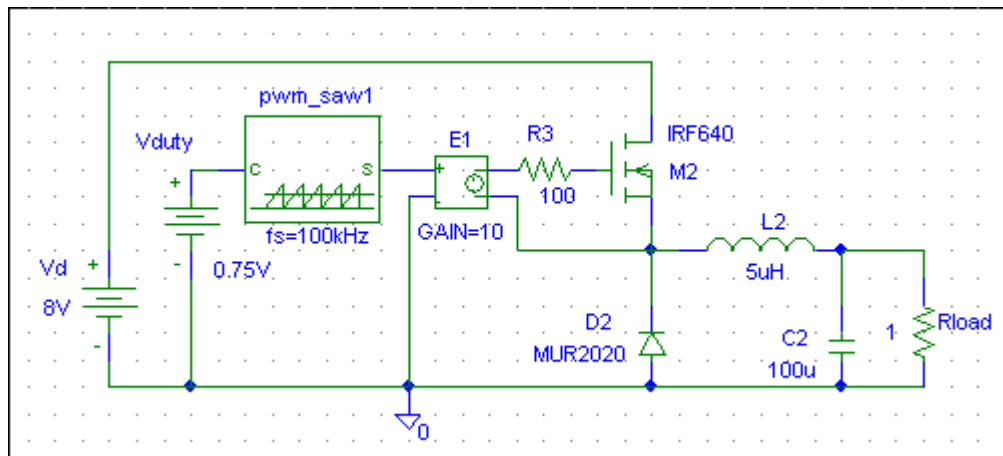 pwm_saw1
Vduty
+
C
S
fs=100kHz
-
0.75V
Vd
+
8V
-
E1
+
-
GAIN=10
R3
100
IRF640
M2
L2
5uH
D2
MUR2020
C2
100u
1
Rload
0